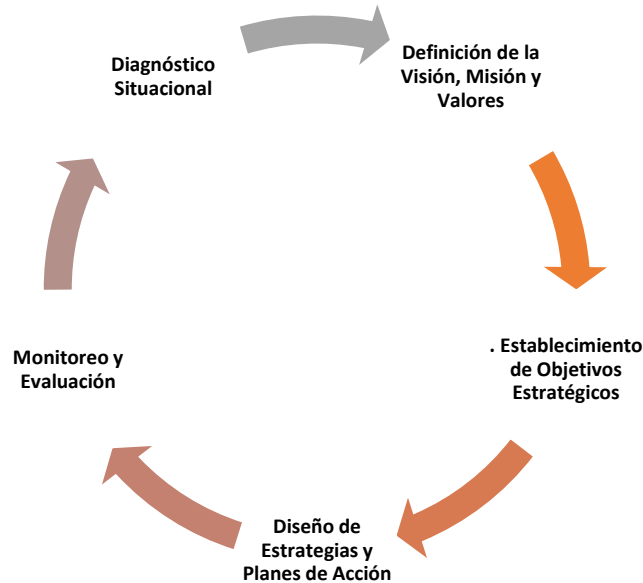 Diagnóstico
Situacional
Definición de la
Visión, Misión y
Valores
. Establecimiento
de Objetivos
Estratégicos
Diseño de
Estrategias y
Planes de Acción
Monitoreo y
Evaluación